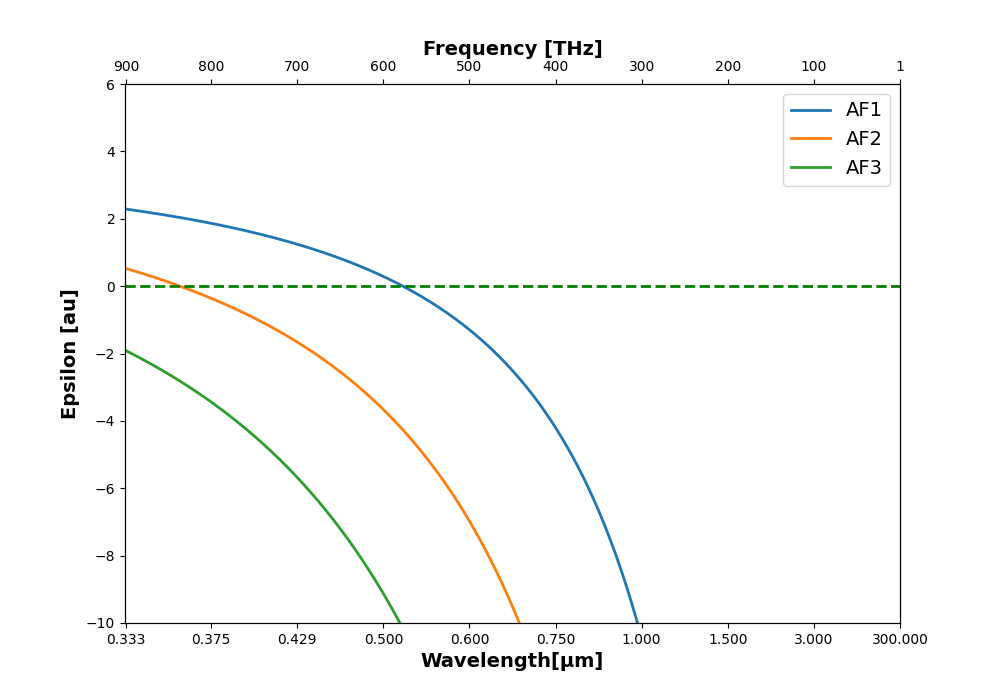 Frequency [THz]
900 800 700 600 500 400 300 200 100 1
6
4
2
0
−2
−4
−6
−8
−10
Epsilon [au]
AF1
AF2
AF3
0.333 0.375 0.429 0.500 0.600 0.750 1.000 1.500 3.000 300.000
Wavelength[μm]